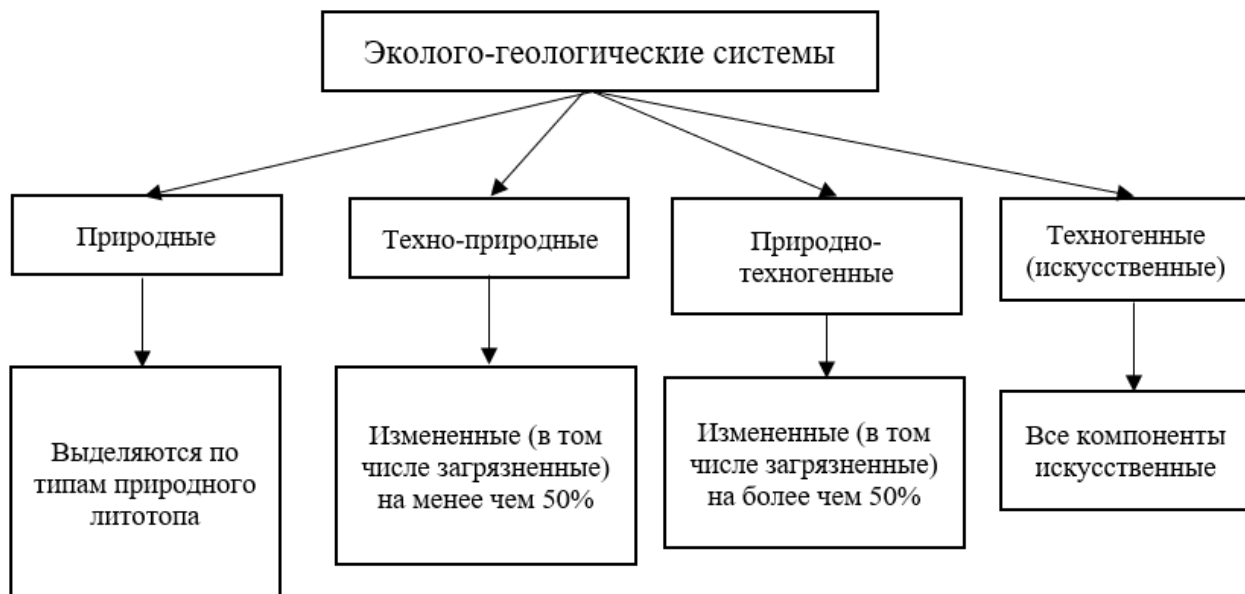 Эколого-геологические системы
Природные
Техно-природные
Природно-
техногенные
Техногенные
(искусственные)
Выделяются по
типам природного
литотопа
Измененные (в том
числе загрязненные)
на менее чем 50%
Измененные (в том
числе загрязненные)
на более чем 50%
Все компоненты
искусственные